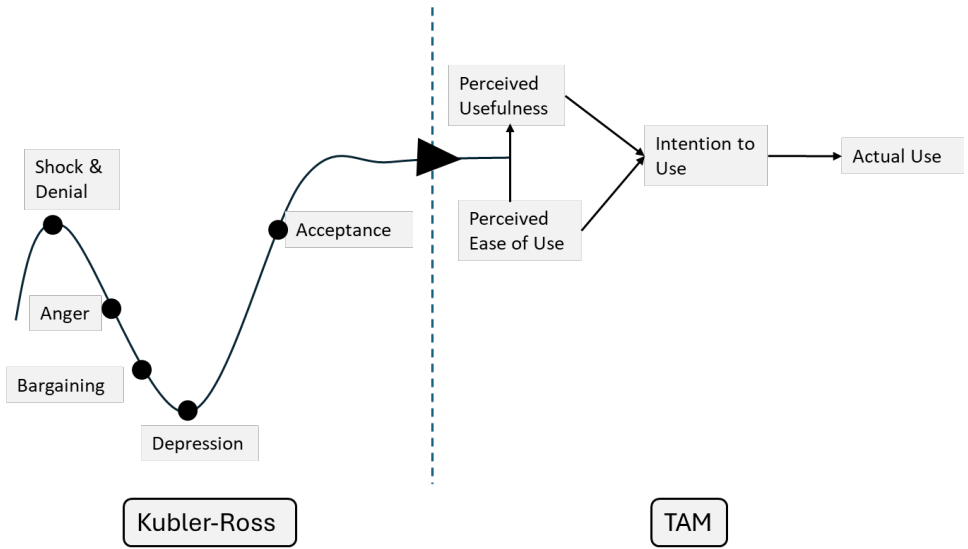 Shock &
Denial
Anger
Bargaining
Depression
Acceptance
Kubler-Ross
Perceived
Usefulness
Perceived
Ease of Use
Intention to
Use
Actual Use
TAM